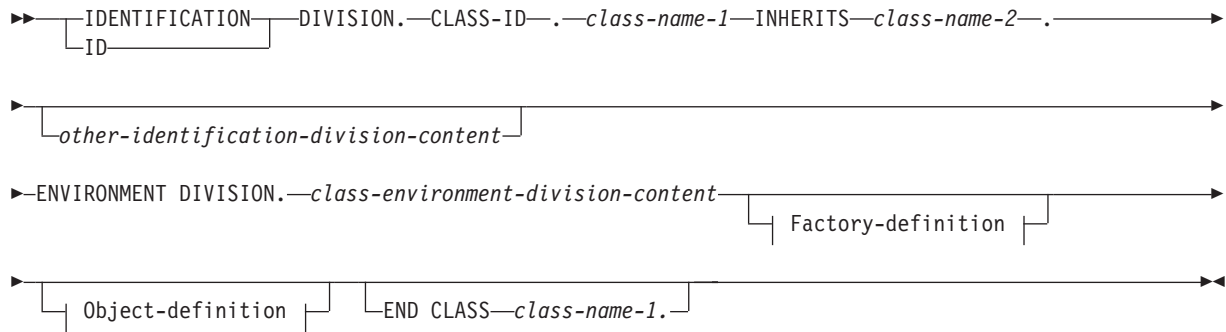 IDENTIFICATION DIVISION. CLASS-ID . class-name-1 INHERITS class-name-2 .
ID
other-identification-division-content
ENVIRONMENT DIVISION. class-environment-division-content
Factory-definition
Object-definition END CLASS class-name-1.